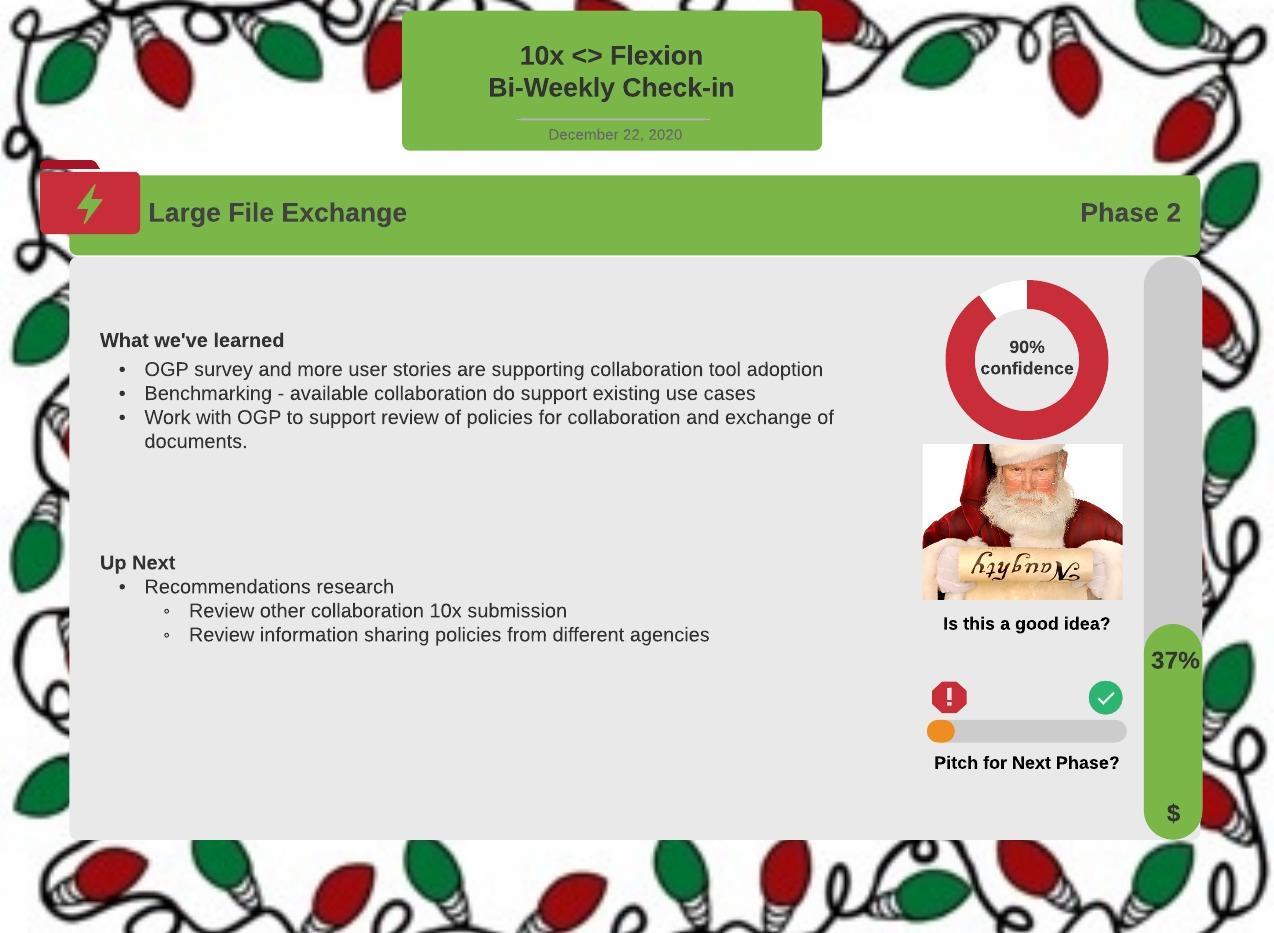 10x <> Flexion
Bi-Weekly Check-in
December 22, 2020
Large File Exchange
Phase 2
What we've learned
• OGP survey and more user stories are supporting collaboration tool adoption
• Benchmarking - available collaboration do support existing use cases
• Work with OGP to support review of policies for collaboration and exchange of
documents.
Up Next
• Recommendations research
◦ Review other collaboration 10x submission
◦ Review information sharing policies from different agencies
90%
confidence
Naughty
Is this a good idea?
!
Pitch for Next Phase?
37%
$